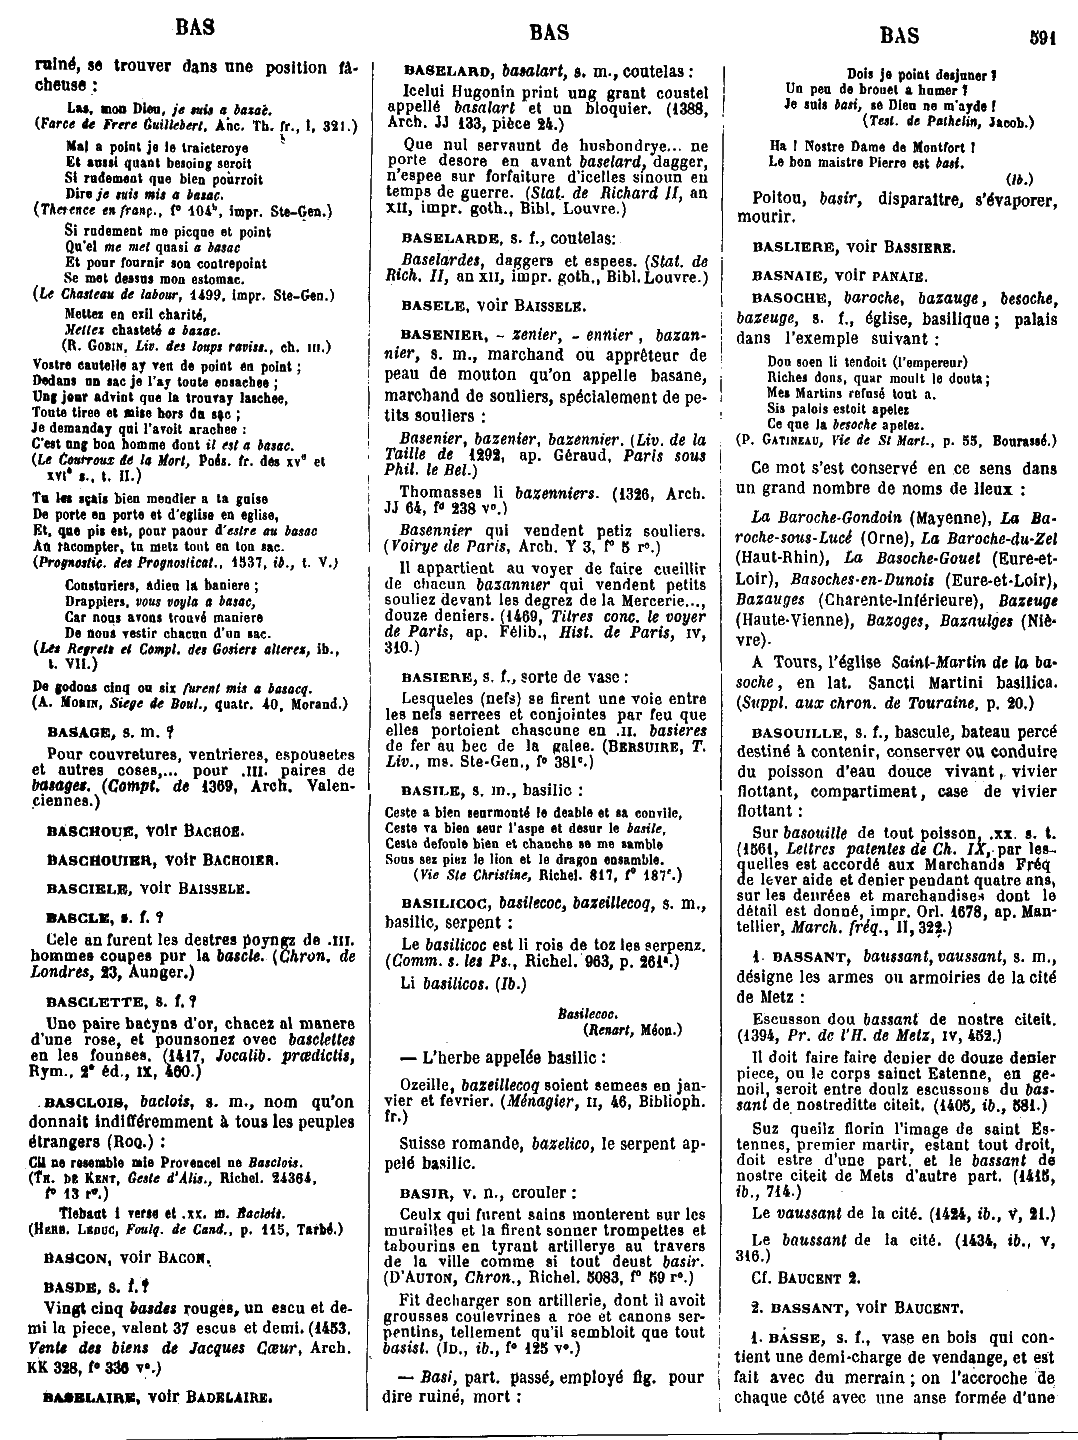 BAS
BAS
BAS
591
ruiné, se trouver dans une position fâ-
cheuse :
Las, mon Dieu, je suis a basac.
(Farce de Frere Guillebert, Anc. Th. fr., I, 321.)
Mal a point je le traicteroye
Et aussi quant besoing seroit
Si rudement que bien pourroit
Dire je suis mis a basac.
(Therence en franç., f° 104ᵇ, impr. Ste-Gen.)
Si rudement me picque et point
Qu'el me met quasi a basac
Et pour fournir son contrepoint
Se met dessus mon estomac.
(Le Chasteau de labour, 1499, impr. Ste-Gen.)
Mettez en exil charité,
Mettez chasteté a bazac.
(R. GOBIN, Liv. des loups raviss., ch. III.)
Vostre cautelle ay veu de point en point ;
Dedans un sac je l'ay toute ensachee ;
Ung jour advint que la trouvay laschee,
Toute tiree et mise hors du sac ;
Je demanday qui l'avoit arachee :
C'est ung bon homme dont il est a basac.
(Le Courroux de la Mort, Poés. fr. des XVᵉ et
XVIᵉ s., t. II.)
Tu les sçais bien mendier a ta guise
De porte en porte et d'eglise en eglise,
Et, que pis est, pour paour d'estre au basac
Au racompter, tu metz tout en ton sac.
(Prognostic. des Prognosticat., 1537, ib., t. V.)
Cousturiers, adieu la baniere ;
Drappiers, vous voyla a basac,
Car nous avons trouvé maniere
De nous vestir chacun d'un sac.
(Les Regretz et Compl. des Gosiers alterez, ib.,
t. VII.)
De godons cinq ou six furent mis a basacq.
(A. MORIN, Siege de Boul., quatr. 40, Morand.)
BASAGE, s. m. ?
Pour couvretures, ventrieres, espousetes
et autres coses,... pour .III. paires de
basages. (Compt. de 1369, Arch. Valen-
ciennes.)
BASCHOUE, voir BACHOE.
BASCHOUIER, voir BACHOIER.
BASCIELE, voir BAISSELE.
BASCLE, s. f. ?
Cele an furent les destres poyngz de .III.
hommes coupes pur la bascle. (Chron. de
Londres, 23, Aunger.)
BASCLETTE, s. f. ?
Une paire bacyns d'or, chacez al manere
d'une rose, et pounsonez ovec basclettes
en les founses. (1417, Jocalib. prædictis,
Rym., 2ᵉ éd., IX, 460.)
BASCLOIS, baclois, s. m., nom qu'on
donnait indifféremment à tous les peuples
étrangers (ROQ.) :
Cil ne resemble mie Provencel ne Basclois.
(TH. DE KENT, Geste d'Alis., Richel. 24364,
f° 13 r°.)
Tiebaut i verse et .XX. m. Baclois.
(HERB. LEDUC, Foulq. de Cand., p. 115, Tarbé.)
BASCON, voir BACON.
BASDE, s. f. ?
Vingt cinq basdes rouges, un escu et de-
mi la piece, valent 37 escus et demi. (1453,
Vente des biens de Jacques Cœur, Arch.
KK 328, f° 336 v°.)
BASELAIRE, voir BADELAIRE.
BASELARD, basalart, s. m., coutelas :
Icelui Hugonin print ung grant coustel
appellé basalart et un bloquier. (1388,
Arch. JJ 133, pièce 24.)
Que nul servaunt de husbondrye... ne
porte desore en avant baselard, dagger,
n'espee sur forfaiture d'icelles sinoun en
temps de guerre. (Stat. de Richard II, an
XII, impr. goth., Bibl. Louvre.)
BASELARDE, s. f., coutelas:
Baselardes, daggers et espees. (Stat. de
Rich. II, an XII, impr. goth., Bibl. Louvre.)
BASELE, voir BAISSELE.
BASENIER, - zenier, - ennier, bazan-
nier, s. m., marchand ou apprêteur de
peau de mouton qu'on appelle basane,
marchand de souliers, spécialement de pe-
tits souliers :
Basenier, bazenier, bazennier. (Liv. de la
Taille de 1292, ap. Géraud, Paris sous
Phil. le Bel.)
Thomasses li bazenniers. (1326, Arch.
JJ 64, f° 238 v°.)
Basennier qui vendent petiz souliers.
(Voirye de Paris, Arch. Y 3, f° 5 r°.)
Il appartient au voyer de faire cueillir
de chacun bazannier qui vendent petits
souliez devant les degrez de la Mercerie...,
douze deniers. (1469, Titres conc. le voyer
de Paris, ap. Félib., Hist. de Paris, IV,
310.)
BASIERE, s. f., sorte de vase :
Lesqueles (nefs) se firent une voie entre
les nefs serrees et conjointes par feu que
elles portoient chascune en .II. basieres
de fer au bec de la galee. (BERSUIRE, T.
Liv., ms. Ste-Gen., f° 381ᶜ.)
BASILE, s. m., basilic :
Ceste a bien seurmonté le deable et sa couvile,
Ceste va bien seur l'aspe et desur le basile,
Ceste defoule bien et chauche se me samble
Sous sez piez le lion et le dragon ensamble.
(Vie Ste Christine, Richel. 817, f° 187ᶜ.)
BASILICOC, basilecoc, bazeillecoq, s. m.,
basilic, serpent :
Le basilicoc est li rois de toz les serpenz.
(Comm. s. les Ps., Richel. 963, p. 261ᵃ.)
Li basilicos. (Ib.)
Basilecoc.
(Renart, Méon.)
— L'herbe appelée basilic :
Ozeille, bazeillecoq soient semees en jan-
vier et fevrier. (Ménagier, II, 46, Biblioph.
fr.)
Suisse romande, bazelico, le serpent ap-
pelé basilic.
BASIR, v. n., crouler :
Ceulx qui furent sains monterent sur les
murailles et la firent sonner trompettes et
tabourins en tyrant artillerye au travers
de la ville comme si tout deust basir.
(D'AUTON, Chron., Richel. 5083, f° 59 r°.)
Fit decharger son artillerie, dont il avoit
grousses coulevrines a roe et canons ser-
pentins, tellement qu'il sembloit que tout
basist. (ID., ib., f° 125 v°.)
— Basi, part. passé, employé fig. pour
dire ruiné, mort :
Dois je point desjuner ?
Un peu de brouet a humer ?
Je suis basi, se Dieu ne m'ayde !
(Test. de Pathelin, Jacob.)
Ha ! Nostre Dame de Montfort !
Le bon maistre Pierre est basi.
(Ib.)
Poitou, basir, disparaître, s'évaporer,
mourir.
BASLIERE, voir BASSIERE.
BASNAIE, voir PANAIE.
BASOCHE, baroche, bazauge, besoche,
bazeuge, s. f., église, basilique ; palais
dans l'exemple suivant :
Don soen li tendoit (l'empereur)
Riches dons, quar moult le douta ;
Mes Martins refusé tout a.
Sis palois estoit apelez
Ce que la besoche apelez.
(P. GATINEAU, Vie de St Mart., p. 55, Bourassé.)
Ce mot s'est conservé en ce sens dans
un grand nombre de noms de lieux :
La Baroche-Gondoin (Mayenne), La Ba-
roche-sous-Lucé (Orne), La Baroche-du-Zel
(Haut-Rhin), La Basoche-Gouet (Eure-et-
Loir), Basoches-en-Dunois (Eure-et-Loir),
Bazauges (Charente-Inférieure), Bazeuge
(Haute-Vienne), Bazoges, Baznulges (Niè-
vre).
A Tours, l'église Saint-Martin de la ba-
soche, en lat. Sancti Martini basilica.
(Suppl. aux chron. de Touraine, p. 20.)
BASOUILLE, s. f., bascule, bateau percé
destiné à contenir, conserver ou conduire
du poisson d'eau douce vivant, vivier
flottant, compartiment, case de vivier
flottant :
Sur basouille de tout poisson, .XX. s. t.
(1561, Lettres patentes de Ch. IX, par les-
quelles est accordé aux Marchands Fréq
de lever aide et denier pendant quatre ans,
sur les denrées et marchandises dont le
détail est donné, impr. Orl. 1678, ap. Man-
tellier, March. fréq., II, 322.)
1. BASSANT, baussant, vaussant, s. m.,
désigne les armes ou armoiries de la cité
de Metz :
Escusson dou bassant de nostre citeit.
(1394, Pr. de l'H. de Metz, IV, 452.)
Il doit faire faire denier de douze denier
piece, ou le corps sainct Estenne, en ge-
noil, seroit entre doulz escussons du bas-
sant de nostreditte citeit. (1405, ib., 581.)
Suz queilz florin l'image de saint Es-
tennes, premier martir, estant tout droit,
doit estre d'une part, et le bassant de
nostre citeit de Mets d'autre part. (1415,
ib., 714.)
Le vaussant de la cité. (1424, ib., V, 21.)
Le baussant de la cité. (1434, ib., V,
316.)
Cf. BAUCENT 2.
2. BASSANT, voir BAUCENT.
1. BASSE, s. f., vase en bois qui con-
tient une demi-charge de vendange, et est
fait avec du merrain ; on l'accroche de
chaque côté avec une anse formée d'une